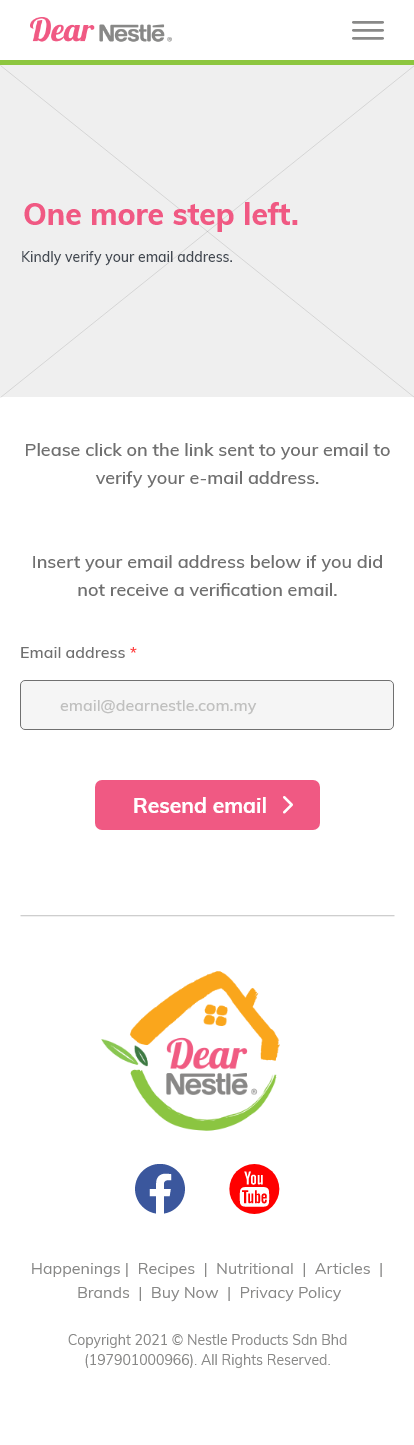 Dear Nestlé®
One more step left.
Kindly verify your email address.
Please click on the link sent to your email to
verify your e-mail address.
Insert your email address below if you did
not receive a verification email.
Email address *
email@dearnestle.com.my
Resend email
Dear
Nestlé®
You
Tube
Happenings | Recipes | Nutritional | Articles |
Brands | Buy Now | Privacy Policy
Copyright 2021 © Nestle Products Sdn Bhd
(197901000966). All Rights Reserved.